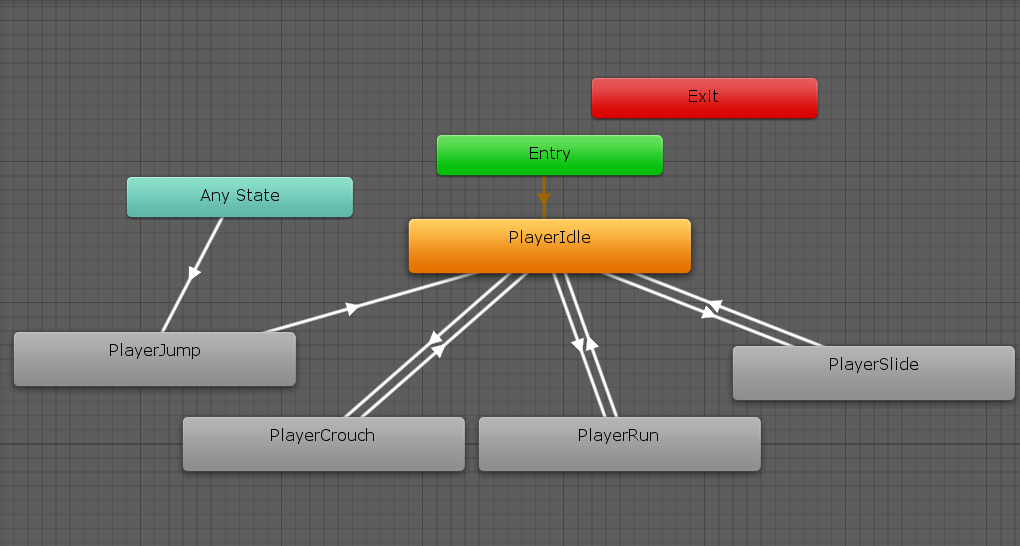 Exit
Entry
Any State
PlayerIdle
PlayerJump
PlayerSlide
PlayerCrouch
PlayerRun